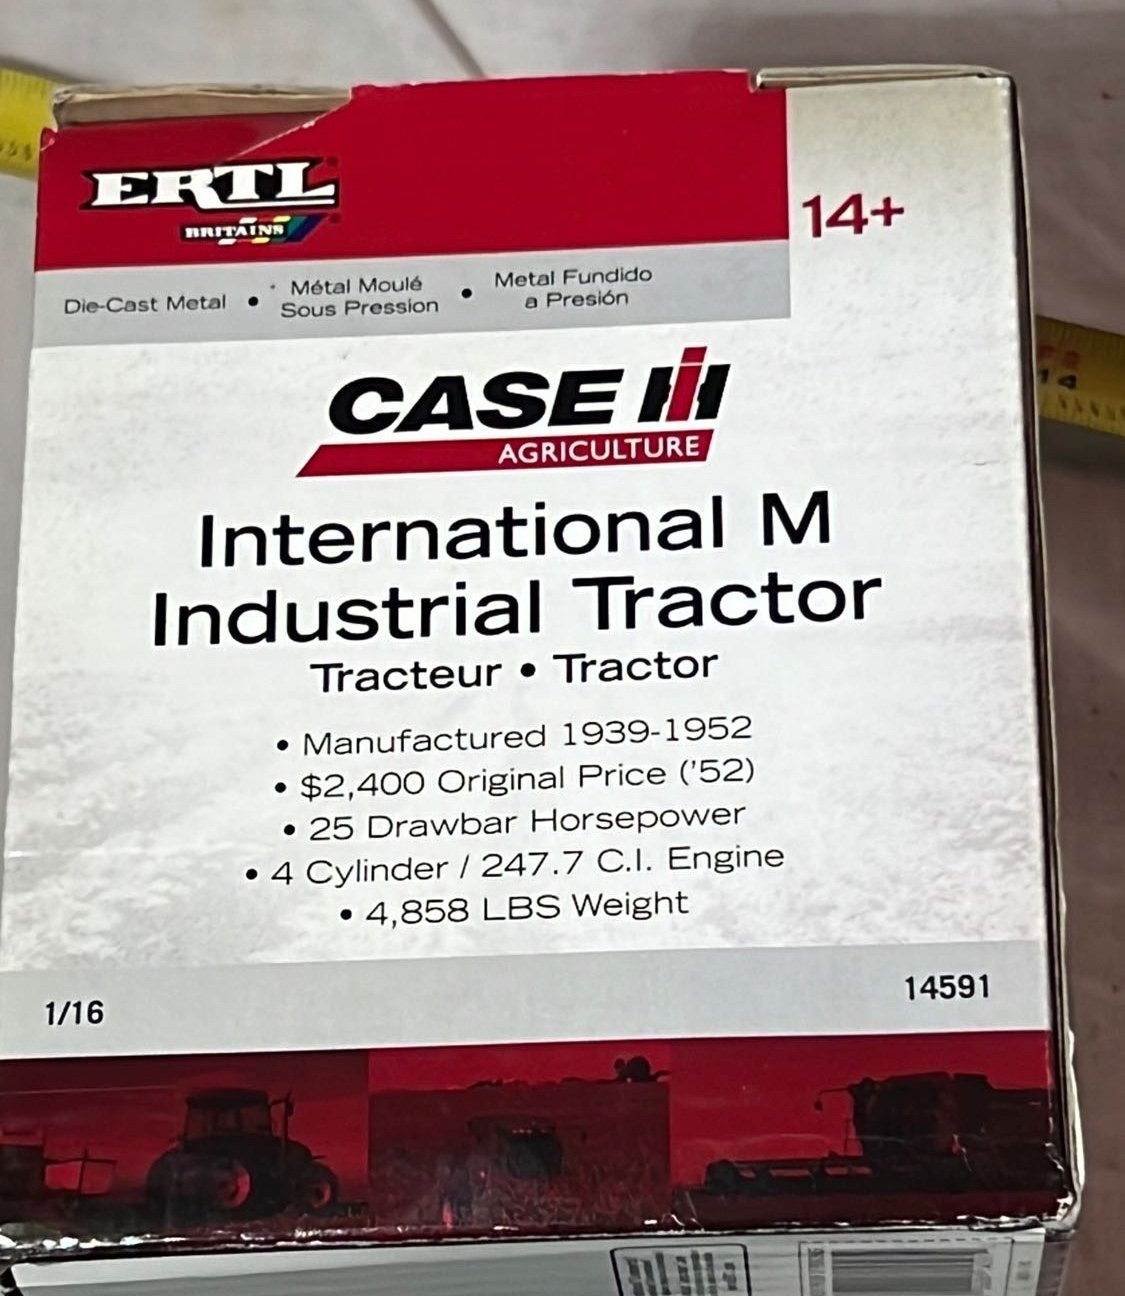 ERTL
BRITAINS
14+
Die-Cast Metal • Métal Moulé Sous Pression • Metal Fundido a Presión
CASE IH
AGRICULTURE
International M
Industrial Tractor
Tracteur • Tractor
• Manufactured 1939-1952
• $2,400 Original Price ('52)
• 25 Drawbar Horsepower
• 4 Cylinder / 247.7 C.I. Engine
• 4,858 LBS Weight
1/16
14591
14